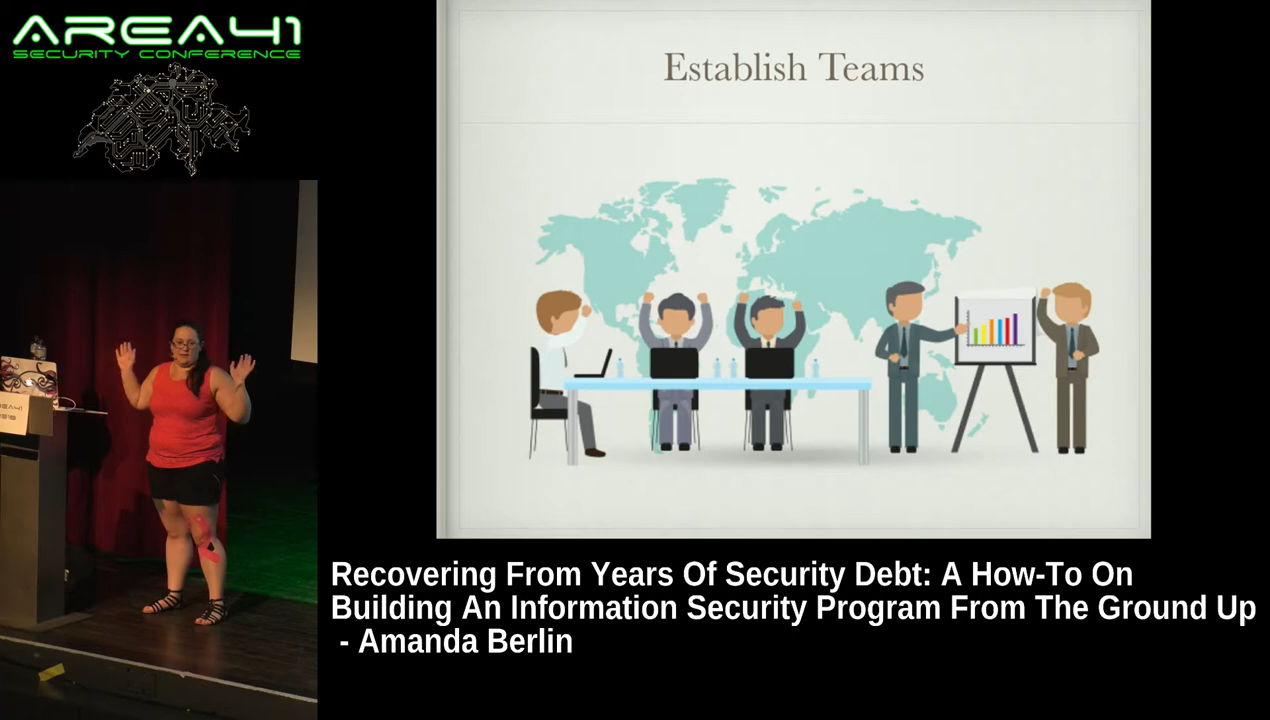 AREA41
SECURITY CONFERENCE
Establish Teams
Recovering From Years Of Security Debt: A How-To On
Building An Information Security Program From The Ground Up
- Amanda Berlin